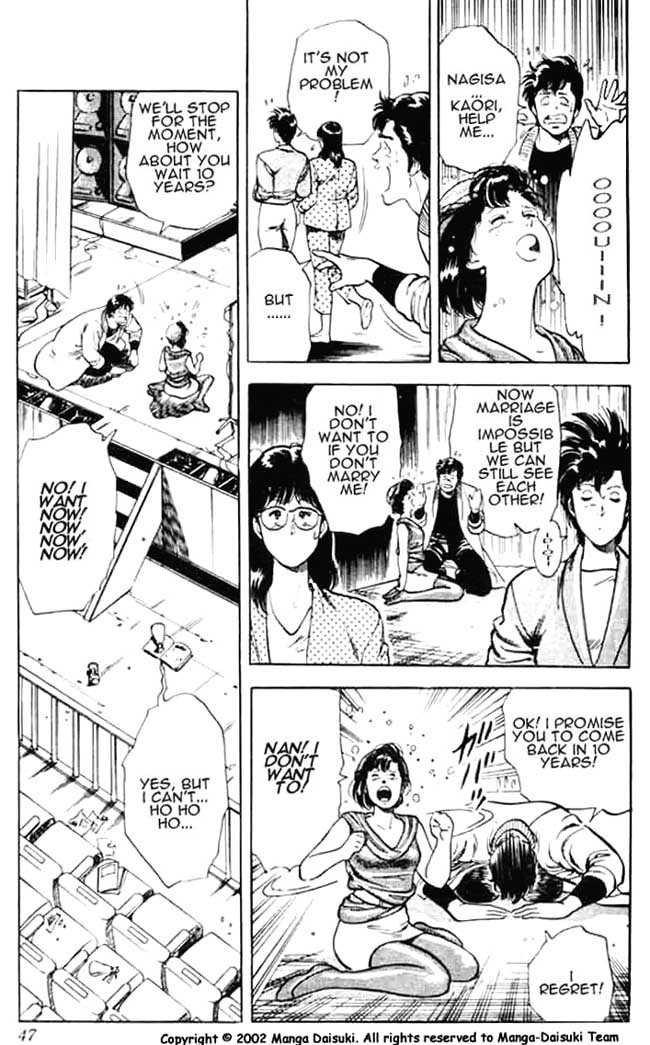 NAGISA
...
KAÖRI,
HELP
ME...
OOOOUIIIN!
IT'S NOT
MY
PROBLEM
!
BUT
......
NOW
MARRIAGE
IS
IMPOSSIB
LE BUT
WE CAN
STILL SEE
EACH
OTHER!
NO! I
DON'T
WANT TO
IF YOU
DON'T
MARRY
ME!
OK! I PROMISE
YOU TO COME
BACK IN 10
YEARS!
NAN! I
DON'T
WANT
TO!
I
REGRET!
WE'LL STOP
FOR THE
MOMENT,
HOW
ABOUT YOU
WAIT 10
YEARS?
NO! I
WANT
NOW!
NOW,
NOW,
NOW!
YES, BUT
I CAN'T...
HO HO
HO...
47
Copyright © 2002 Manga Daisuki. All rights reserved to Manga-Daisuki Team